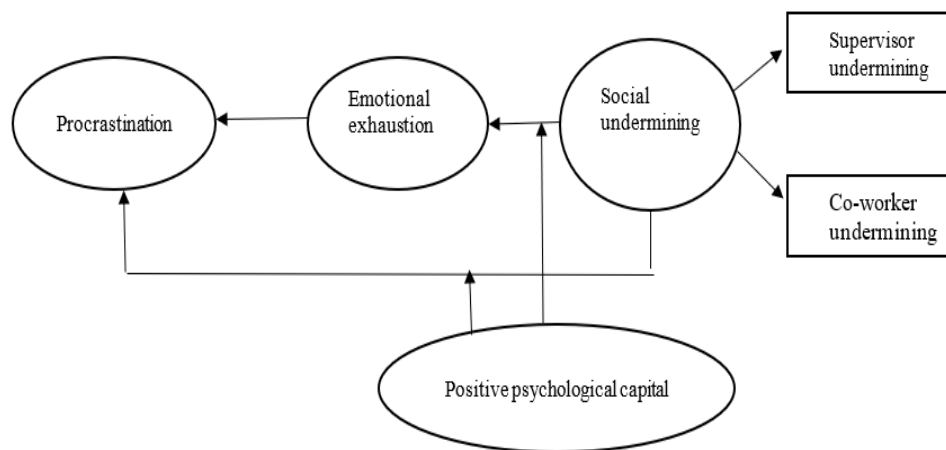 Procrastination
Emotional
exhaustion
Social
undermining
Supervisor
undermining
Co-worker
undermining
Positive psychological capital